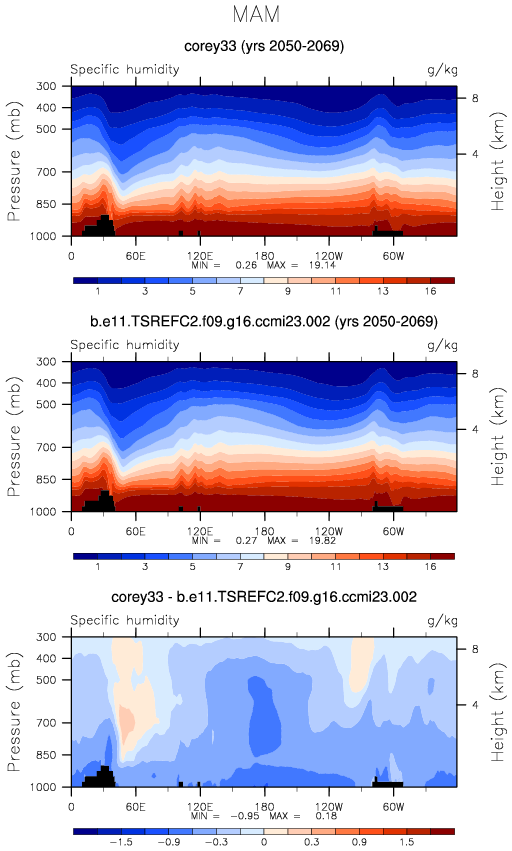 MAM
corey33 (yrs 2050-2069)
Specific humidity g/kg
300
400
500
700
850
1000
Pressure (mb)
8
4
Height (km)
0 60E 120E 180 120W 60W
MIN = 0.26 MAX = 19.14
1 3 5 7 9 11 13 16
b.e11.TSREFC2.f09.g16.ccmi23.002 (yrs 2050-2069)
Specific humidity g/kg
300
400
500
700
850
1000
Pressure (mb)
8
4
Height (km)
0 60E 120E 180 120W 60W
MIN = 0.27 MAX = 19.82
1 3 5 7 9 11 13 16
corey33 - b.e11.TSREFC2.f09.g16.ccmi23.002
Specific humidity g/kg
300
400
500
700
850
1000
Pressure (mb)
8
4
Height (km)
0 60E 120E 180 120W 60W
MIN = -0.95 MAX = 0.18
-1.5 -0.9 -0.3 0 0.3 0.9 1.5